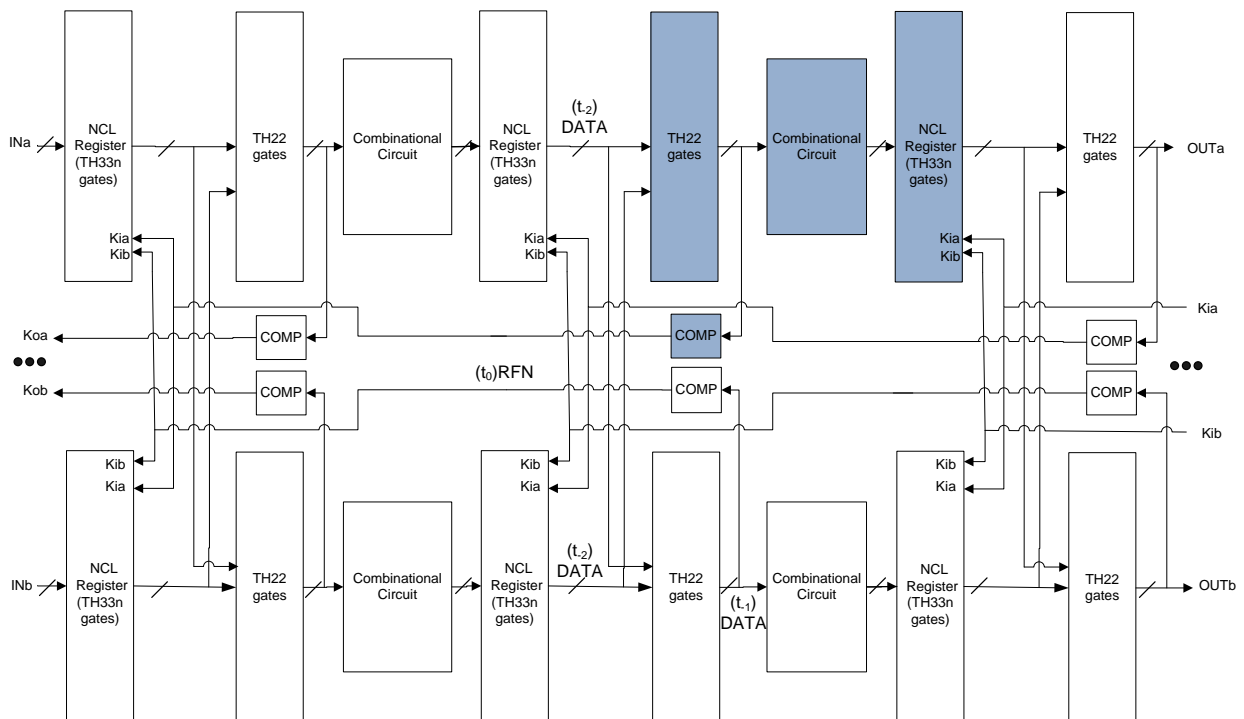 INa
NCL
Register
(TH33n
gates)
Kia
Kib
TH22
gates
Combinational
Circuit
NCL
Register
(TH33n
gates)
Kia
Kib
(t-2)
DATA
TH22
gates
Combinational
Circuit
NCL
Register
(TH33n
gates)
Kia
Kib
TH22
gates
OUTa
Koa
COMP
COMP
COMP
Kia
Kob
COMP
(t0)RFN
COMP
COMP
Kib
INb
Kib
Kia
NCL
Register
(TH33n
gates)
TH22
gates
Combinational
Circuit
Kib
Kia
NCL
Register
(TH33n
gates)
(t-2)
DATA
TH22
gates
(t-1)
DATA
Combinational
Circuit
Kib
Kia
NCL
Register
(TH33n
gates)
TH22
gates
OUTb